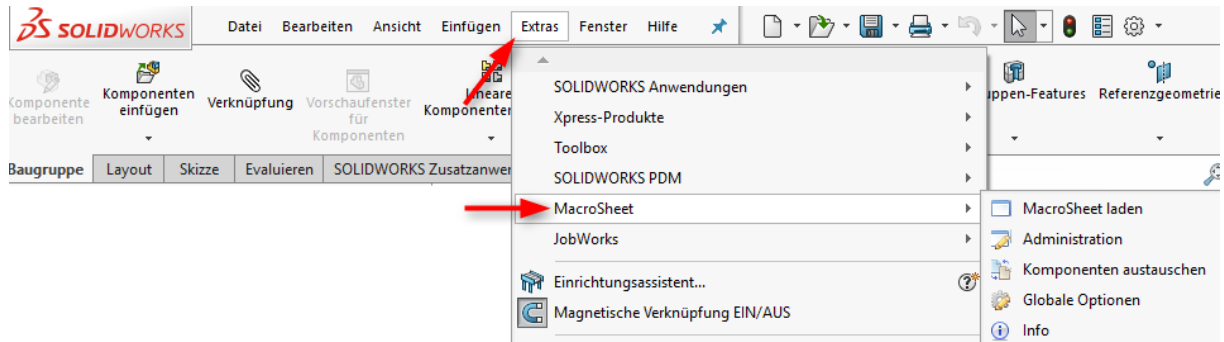 SOLIDWORKS Datei Bearbeiten Ansicht Einfügen Extras Fenster Hilfe
Komponente bearbeiten
Komponenten einfügen
Verknüpfung
Vorschaufenster für Komponenten
Lineare Komponenten
uppen-Features
Referenzgeometrie
Baugruppe Layout Skizze Evaluieren SOLIDWORKS Zusatzanwen
SOLIDWORKS Anwendungen
Xpress-Produkte
Toolbox
SOLIDWORKS PDM
MacroSheet
JobWorks
Einrichtungsassistent...
Magnetische Verknüpfung EIN/AUS
MacroSheet laden
Administration
Komponenten austauschen
Globale Optionen
Info